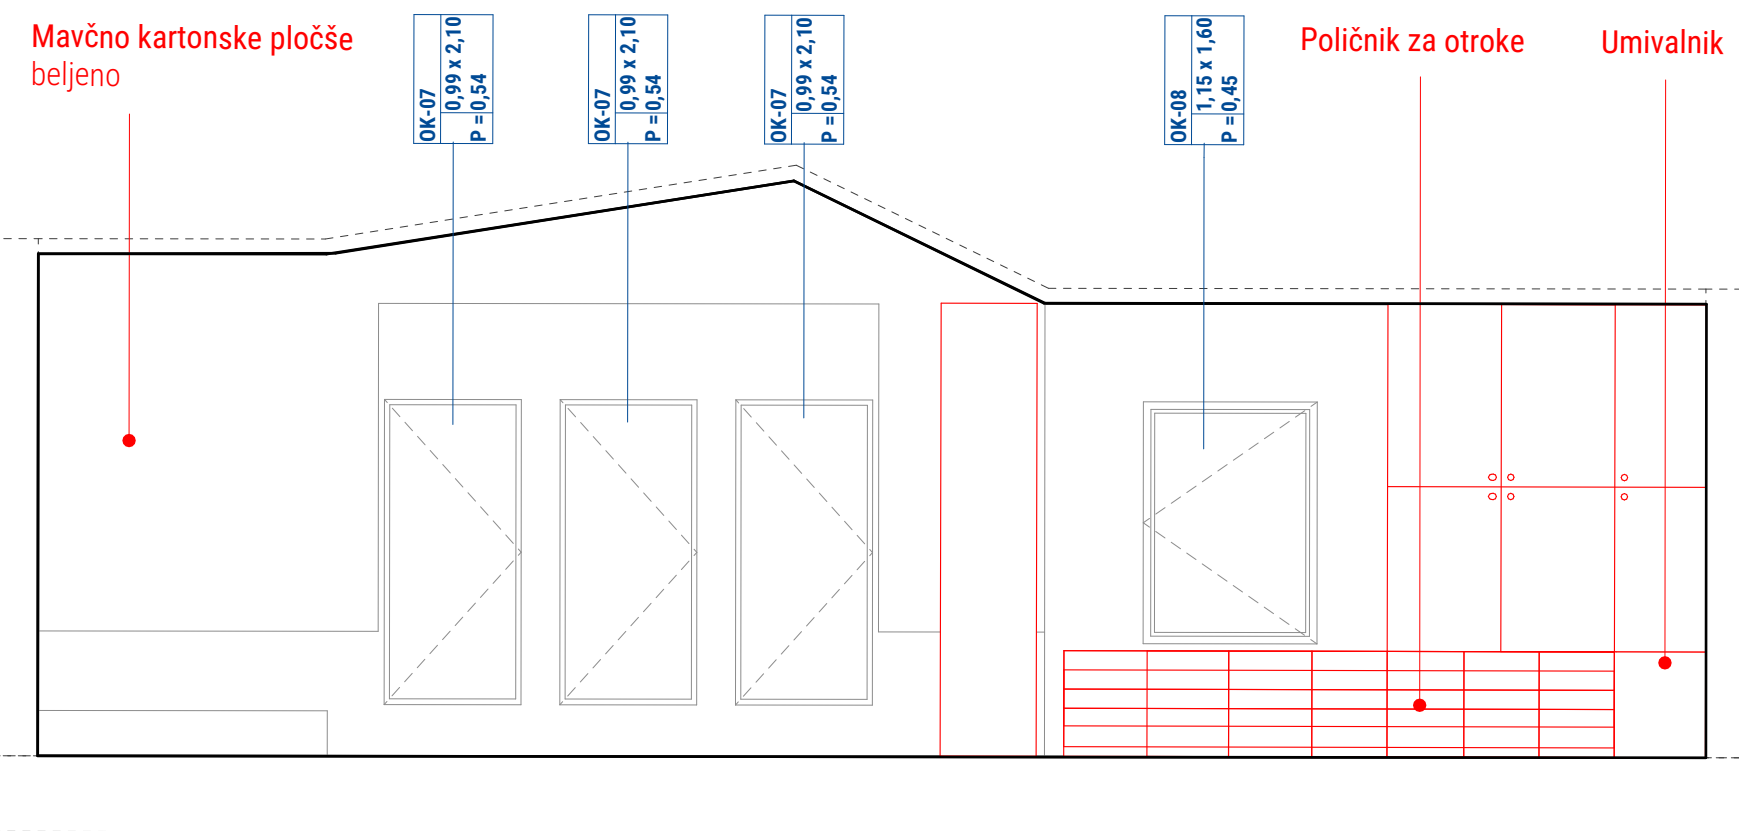 Mavčno kartonske pločše
beljeno
OK-07
0,99 x 2,10
P = 0,54
OK-07
0,99 x 2,10
P = 0,54
OK-07
0,99 x 2,10
P = 0,54
OK-08
1,15 x 1,60
P = 0,45
Poličnik za otroke
Umivalnik